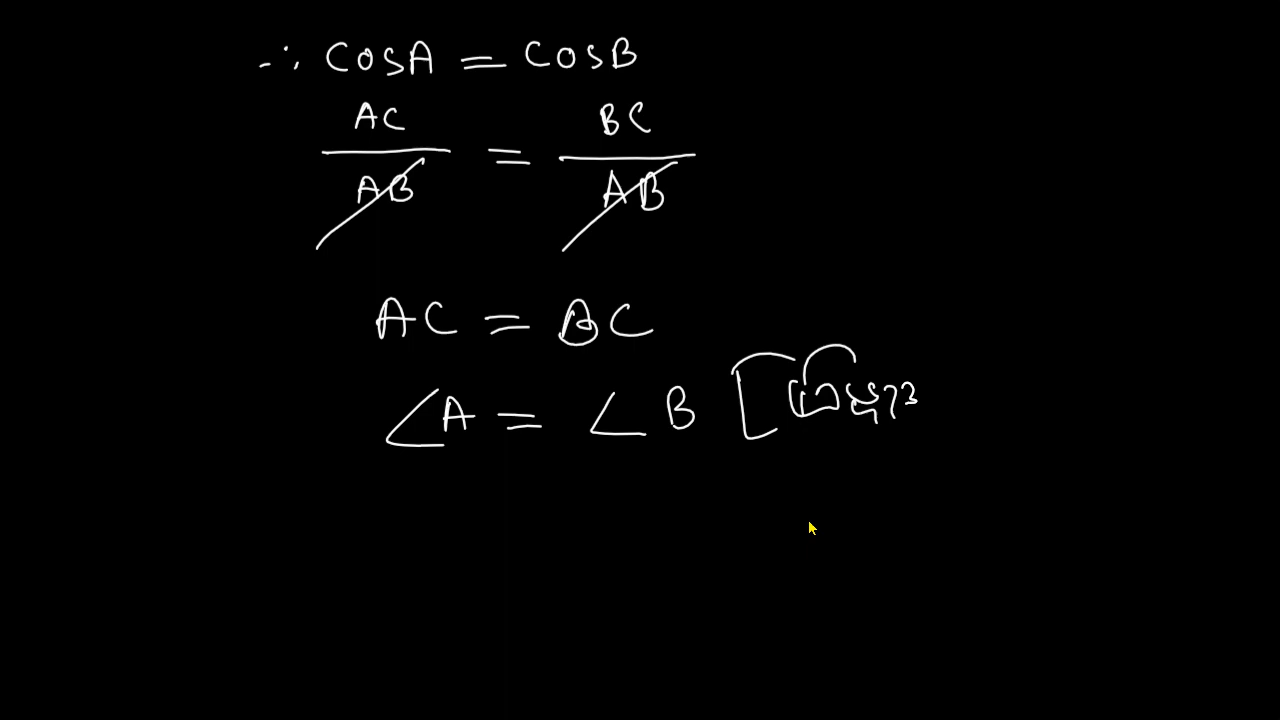 ∴ COSA = COSB
AC/AB = BC/AB
AC = BC
∠A = ∠B [